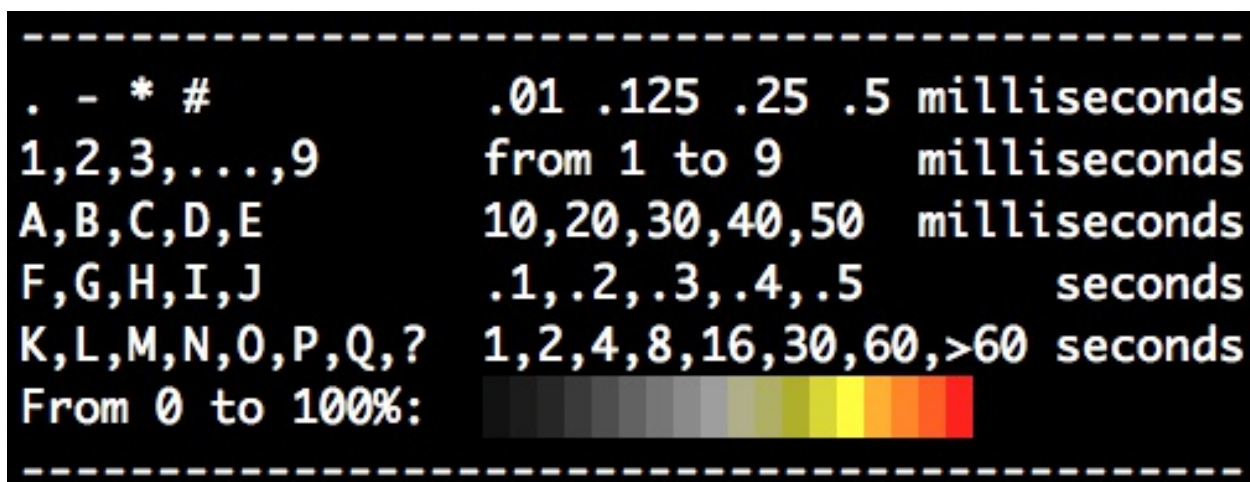 ---------------------------------------------
. - * #          .01 .125 .25 .5 milliseconds
1,2,3,...,9      from 1 to 9     milliseconds
A,B,C,D,E        10,20,30,40,50  milliseconds
F,G,H,I,J        .1,.2,.3,.4,.5       seconds
K,L,M,N,O,P,Q,?  1,2,4,8,16,30,60,>60 seconds
From 0 to 100%:
---------------------------------------------